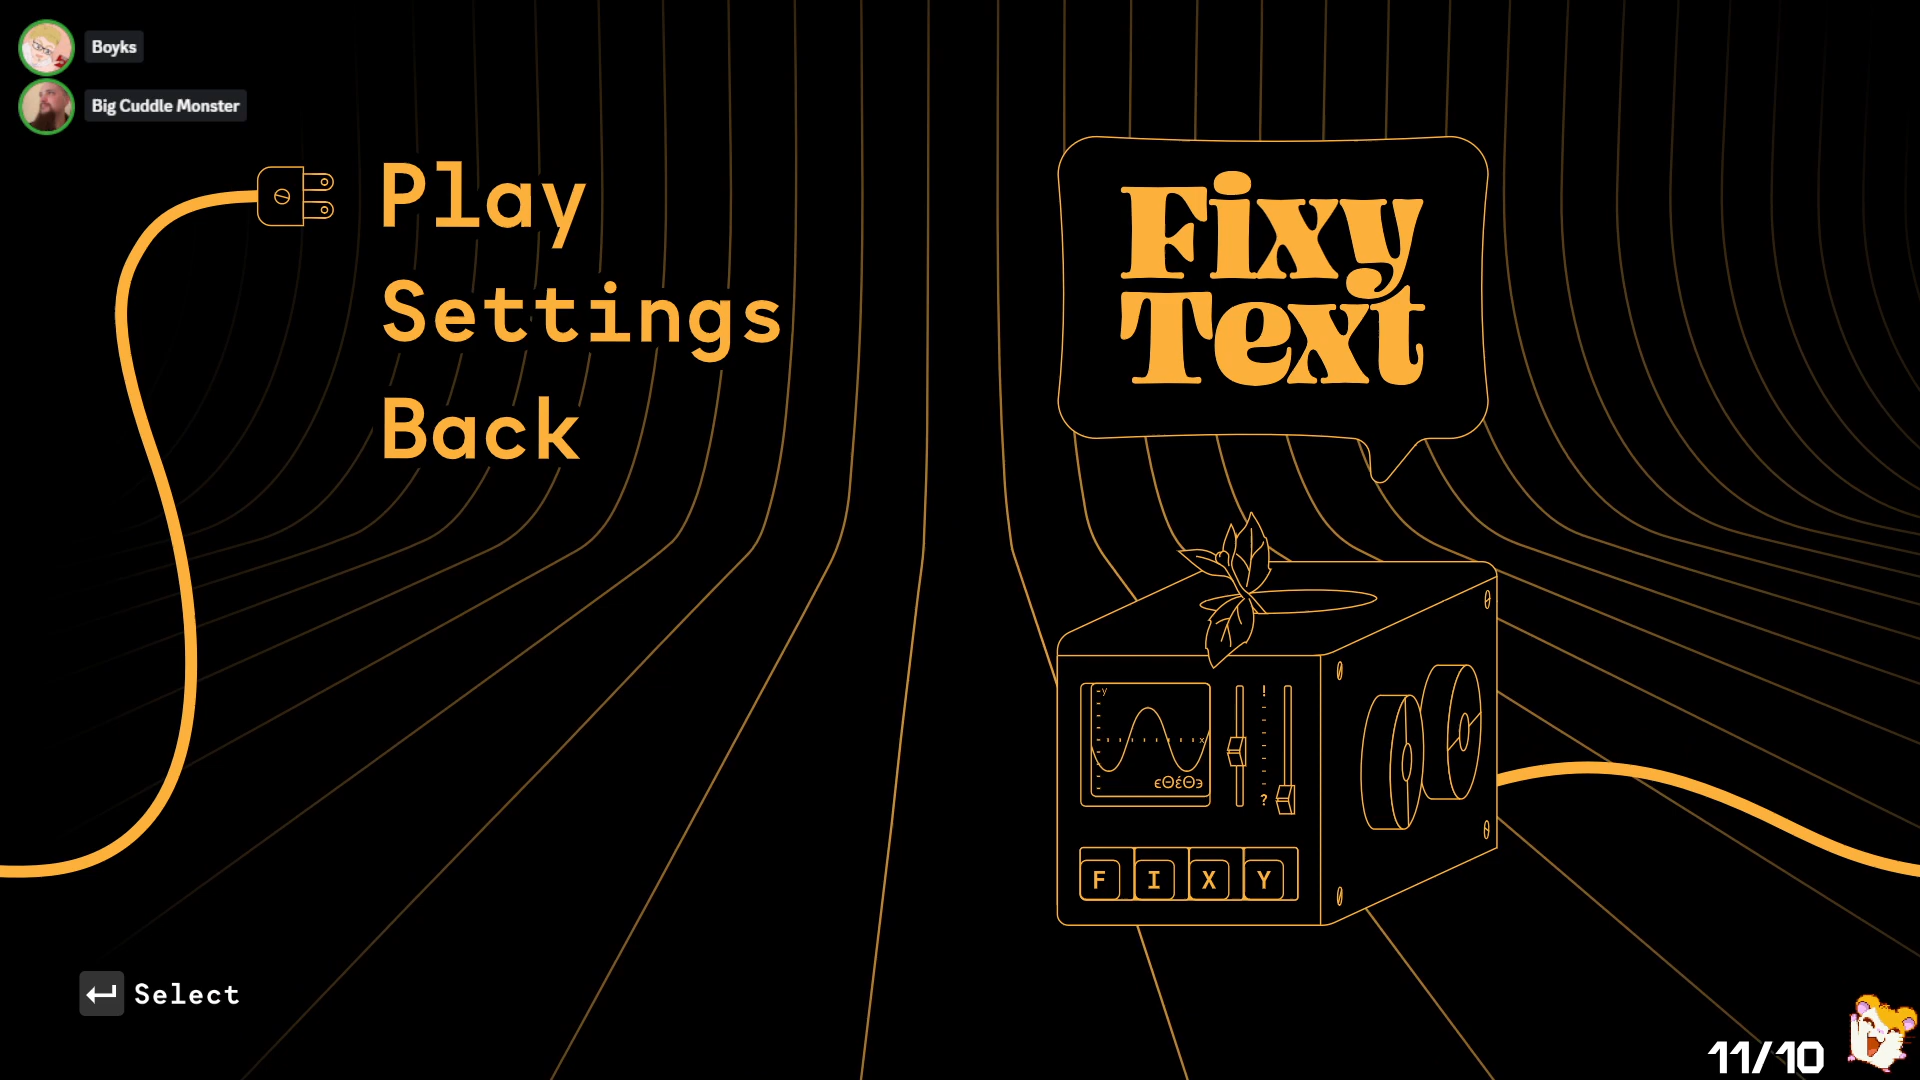 Boyks
Big Cuddle Monster
Play
Settings
Back
Fixy
Text
-y
!
x
?
F I X Y
Select
11/10